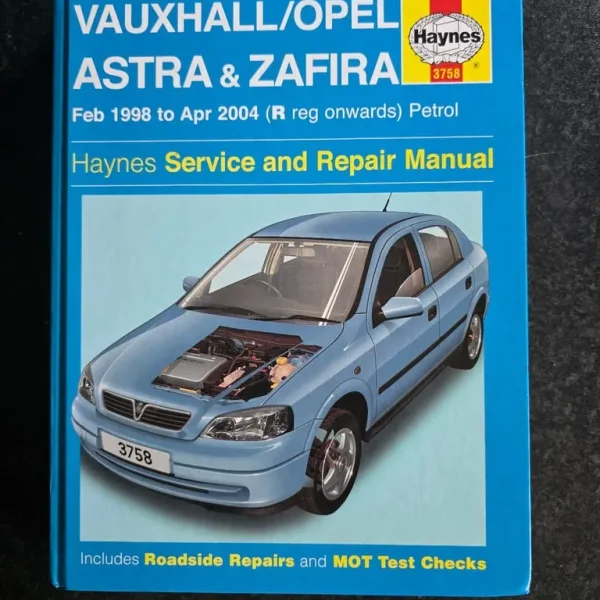 VAUXHALL/OPEL
ASTRA & ZAFIRA
Haynes
3758
Feb 1998 to Apr 2004 (R reg onwards) Petrol
Haynes Service and Repair Manual
3758
Includes Roadside Repairs and MOT Test Checks